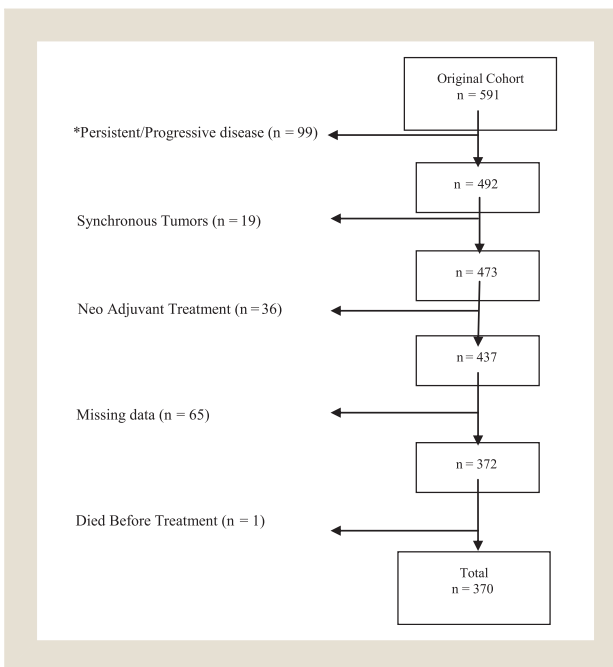 Original Cohort
n = 591
*Persistent/Progressive disease (n = 99)
n = 492
Synchronous Tumors (n = 19)
n = 473
Neo Adjuvant Treatment (n = 36)
n = 437
Missing data (n = 65)
n = 372
Died Before Treatment (n = 1)
Total
n = 370